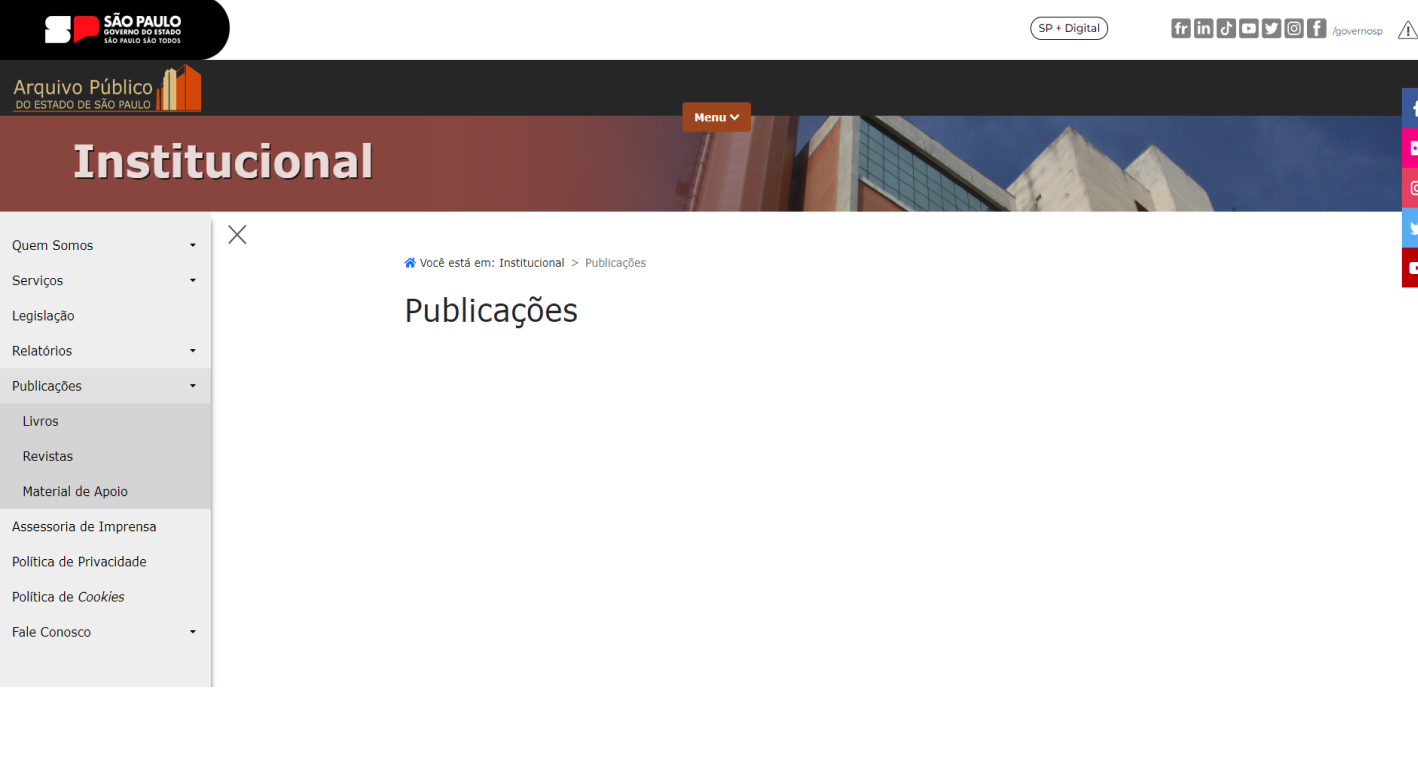 SÃO PAULO
GOVERNO DO ESTADO
SÃO PAULO SÃO TODOS
SP + Digital
fr in /governosp
Arquivo Público
DO ESTADO DE SÃO PAULO
Menu
Institucional
Quem Somos
Serviços
Legislação
Relatórios
Publicações
Livros
Revistas
Material de Apoio
Assessoria de Imprensa
Política de Privacidade
Política de Cookies
Fale Conosco
Você está em: Institucional > Publicações
Publicações